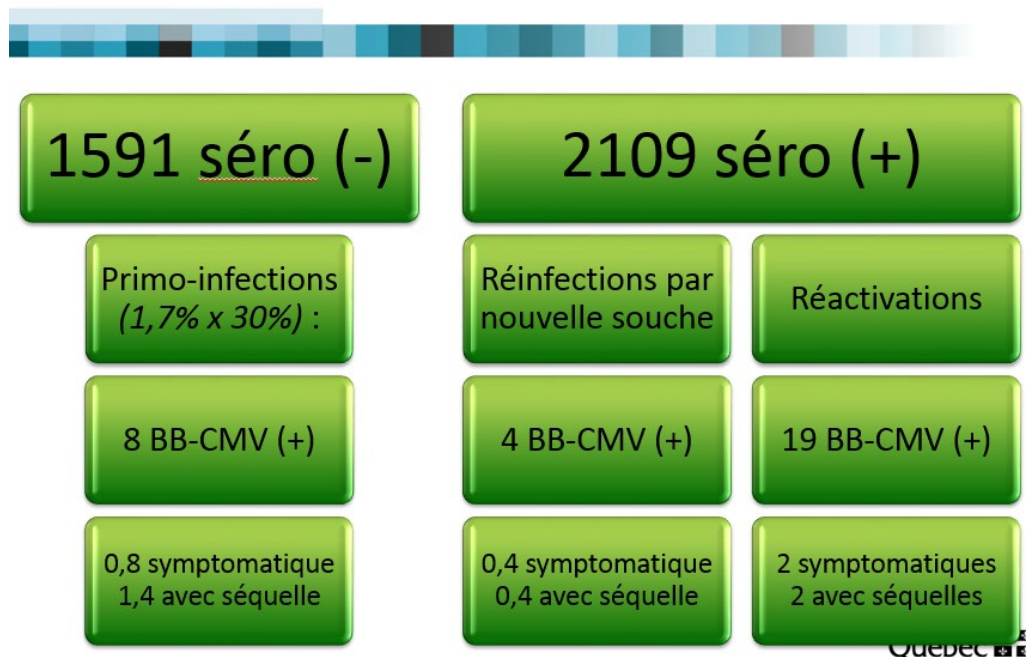 1591 séro (-)
2109 séro (+)
Primo-infections
(1,7% x 30%) :
Réinfections par
nouvelle souche
Réactivations
8 BB-CMV (+)
4 BB-CMV (+)
19 BB-CMV (+)
0,8 symptomatique
1,4 avec séquelle
0,4 symptomatique
0,4 avec séquelle
2 symptomatiques
2 avec séquelles
Québec